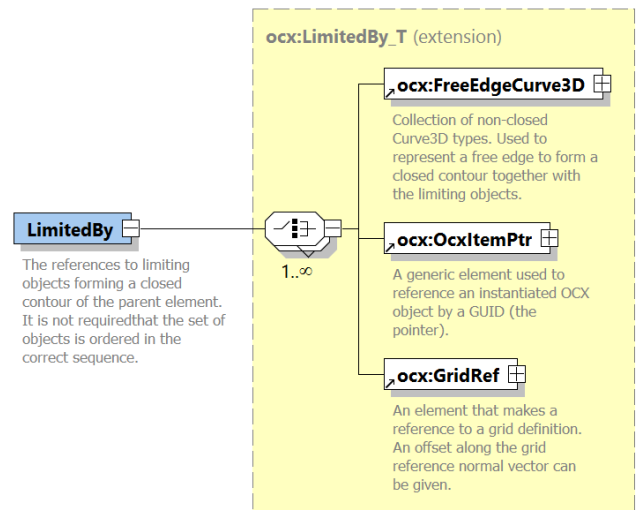 ocx:LimitedBy_T (extension)
ocx:FreeEdgeCurve3D
Collection of non-closed
Curve3D types. Used to
represent a free edge to form a
closed contour together with
the limiting objects.
LimitedBy
The references to limiting
objects forming a closed
contour of the parent element.
It is not requiredthat the set of
objects is ordered in the
correct sequence.
1..∞
ocx:OcxItemPtr
A generic element used to
reference an instantiated OCX
object by a GUID (the
pointer).
ocx:GridRef
An element that makes a
reference to a grid definition.
An offset along the grid
reference normal vector can
be given.